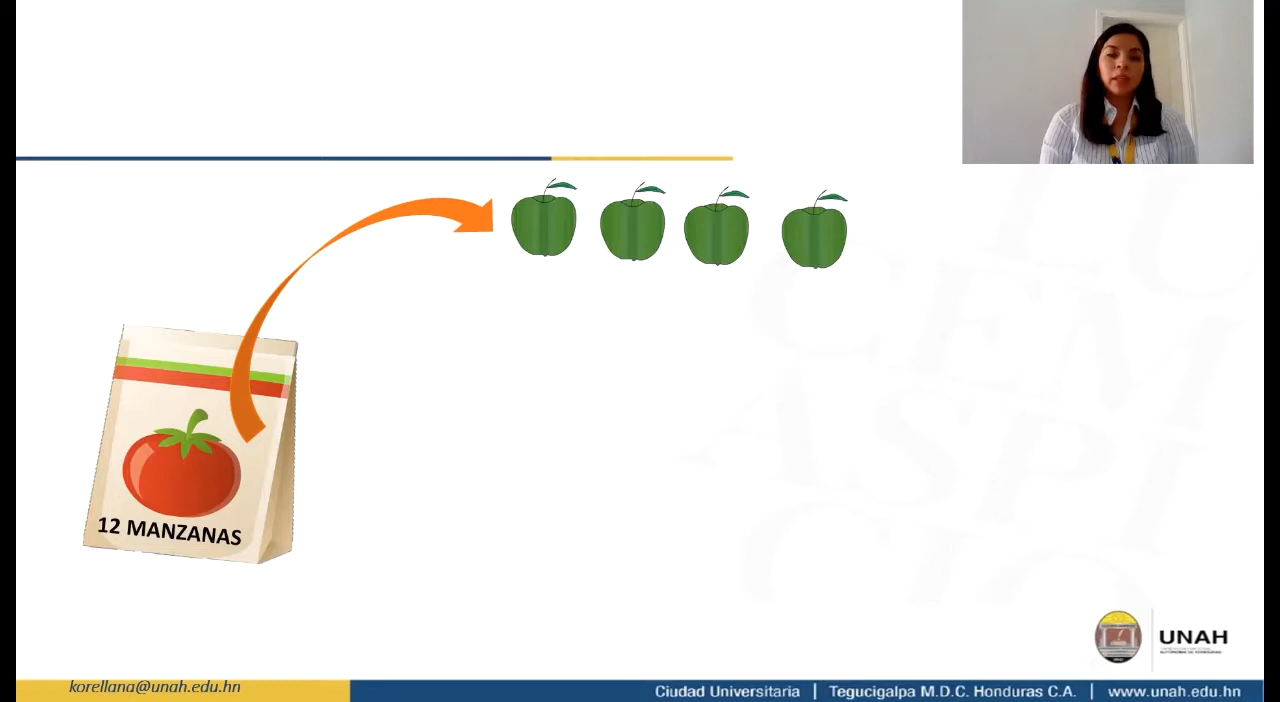 12 MANZANAS
UNAH
korellana@unah.edu.hn
Ciudad Universitaria | Tegucigalpa M.D.C. Honduras C.A. | www.unah.edu.hn